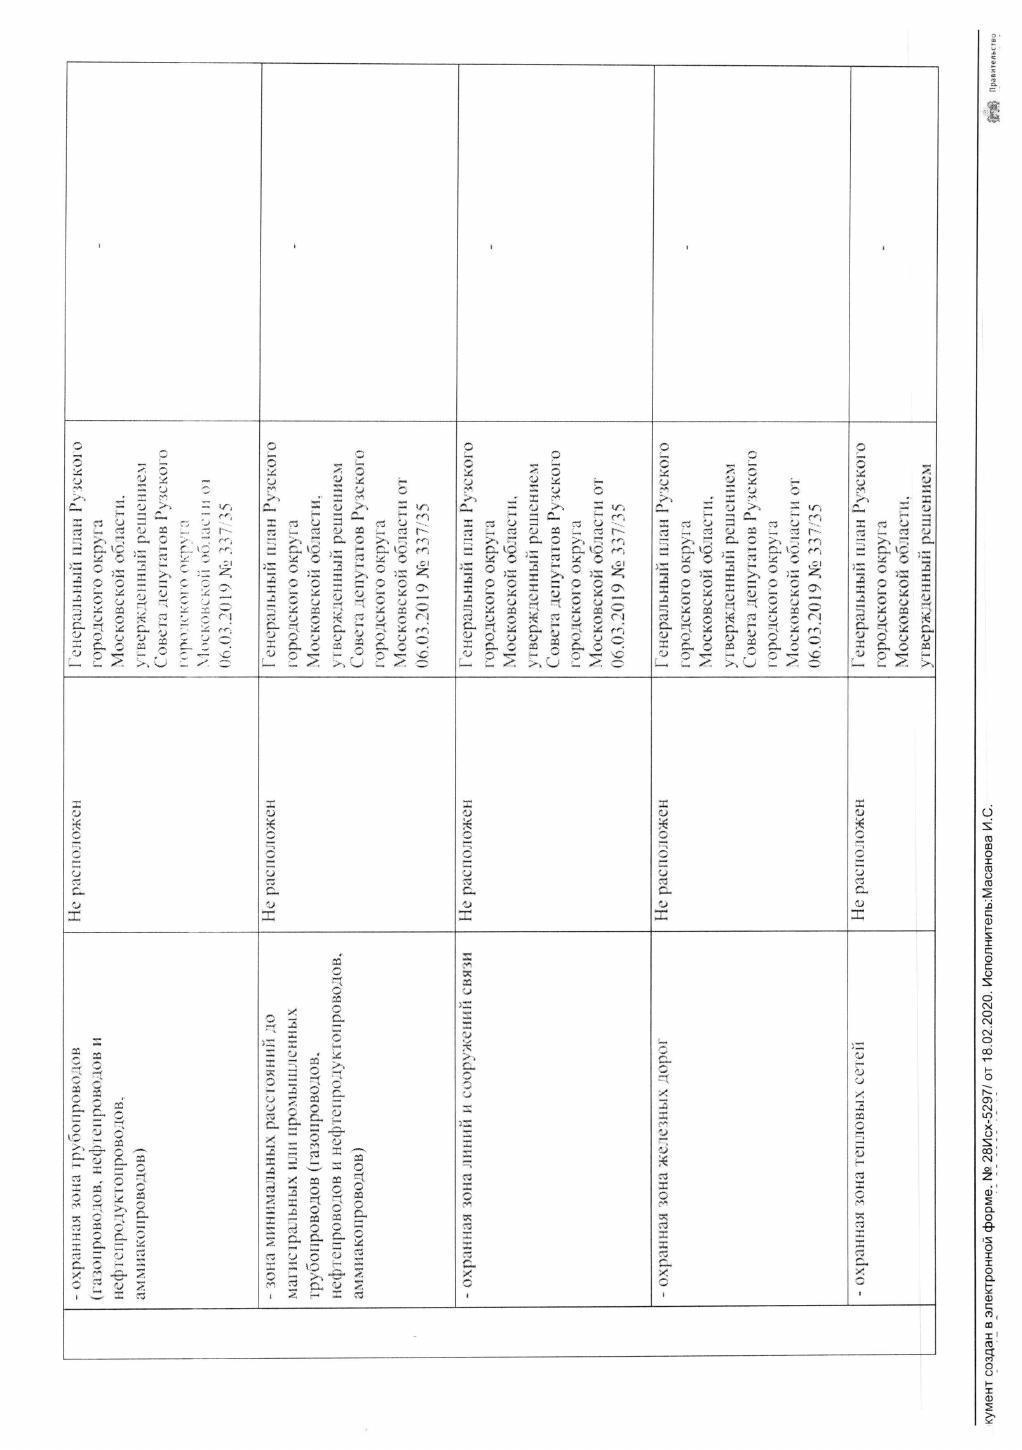 - охранная зона трубопроводов
(газопроводов, нефтепроводов и
нефтепродуктопроводов,
аммиакопроводов)
Не расположен
Генеральный план Рузского
городского округа
Московской области,
утвержденный решением
Совета депутатов Рузского
городского округа
Московской области от
06.03.2019 № 337/35
-
- зона минимальных расстояний до
магистральных или промышленных
трубопроводов (газопроводов,
нефтепроводов и нефтепродуктопроводов,
аммиакопроводов)
Не расположен
Генеральный план Рузского
городского округа
Московской области,
утвержденный решением
Совета депутатов Рузского
городского округа
Московской области от
06.03.2019 № 337/35
-
- охранная зона линий и сооружений связи
Не расположен
Генеральный план Рузского
городского округа
Московской области,
утвержденный решением
Совета депутатов Рузского
городского округа
Московской области от
06.03.2019 № 337/35
-
- охранная зона железных дорог
Не расположен
Генеральный план Рузского
городского округа
Московской области,
утвержденный решением
Совета депутатов Рузского
городского округа
Московской области от
06.03.2019 № 337/35
-
- охранная зона тепловых сетей
Не расположен
Генеральный план Рузского
городского округа
Московской области,
утвержденный решением
-
кумент создан в электронной форме. № 28Исх-5297/ от 18.02.2020. Исполнитель:Масанова И.С.
Правительство